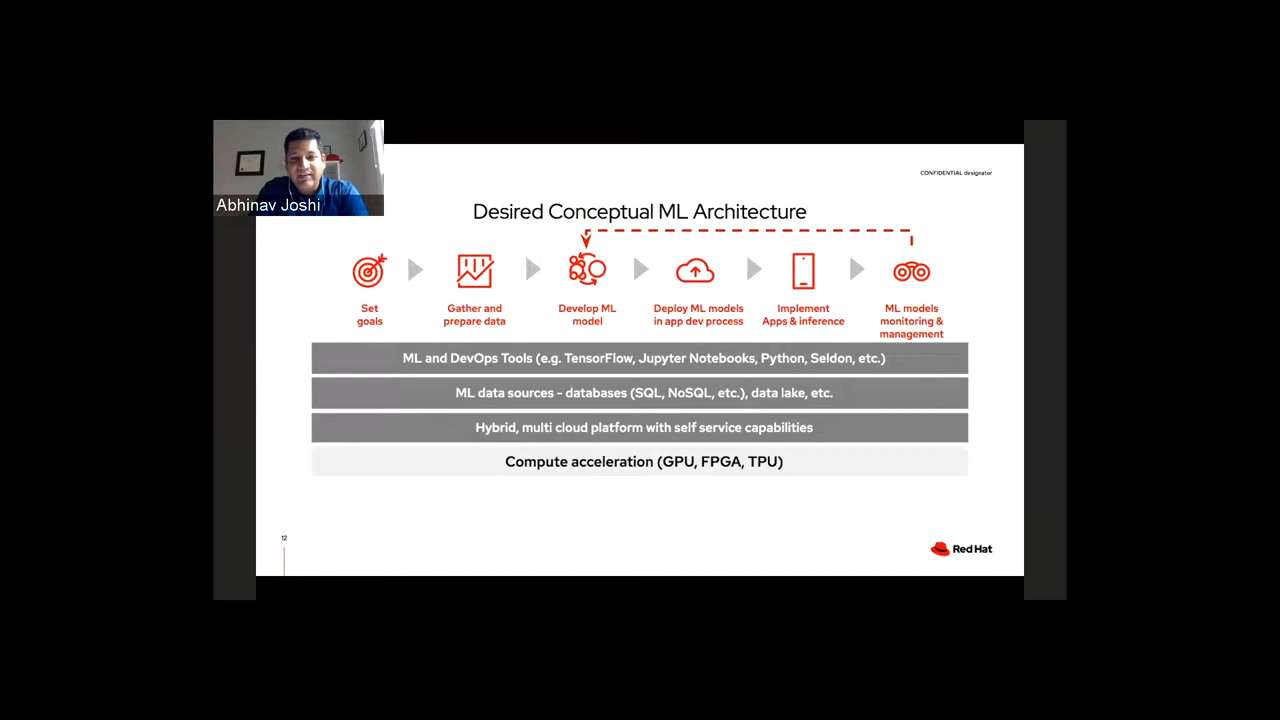 CONFIDENTIAL designator
Abhinav Joshi
Desired Conceptual ML Architecture
Set
goals
Gather and
prepare data
Develop ML
model
Deploy ML models
in app dev process
Implement
Apps & inference
ML models
monitoring &
management
ML and DevOps Tools (e.g. TensorFlow, Jupyter Notebooks, Python, Seldon, etc.)
ML data sources - databases (SQL, NoSQL, etc.), data lake, etc.
Hybrid, multi cloud platform with self service capabilities
Compute acceleration (GPU, FPGA, TPU)
12
Red Hat